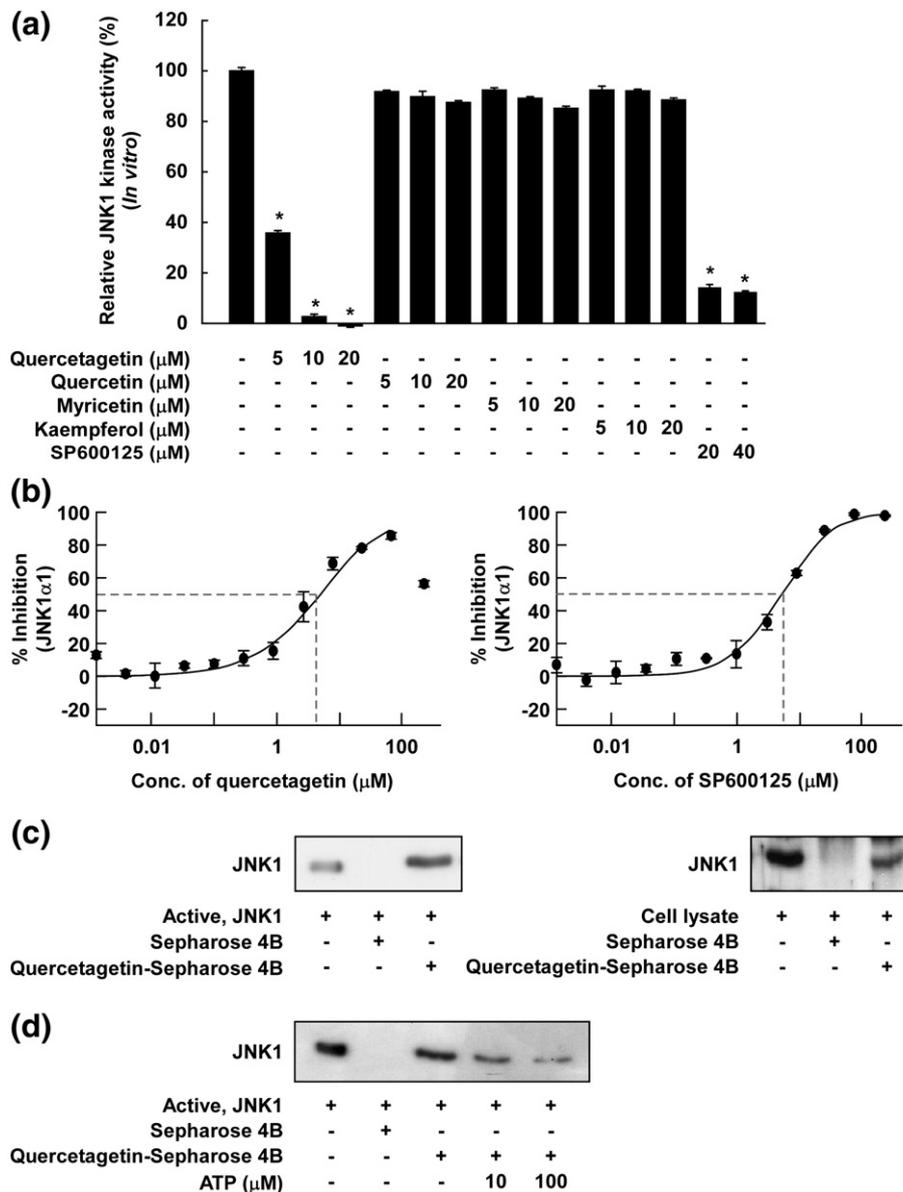 (a)
Relative JNK1 kinase activity (%)
(In vitro)
100
80
60
40
20
0
* * * * *
Quercetagetin (μM) - 5 10 20 - - - - - - - - - - -
Quercetin (μM) - - - - 5 10 20 - - - - - - - -
Myricetin (μM) - - - - - - - 5 10 20 - - - - -
Kaempferol (μM) - - - - - - - - - - 5 10 20 - -
SP600125 (μM) - - - - - - - - - - - - - 20 40
(b)
% Inhibition
(JNK1α1)
100
80
60
40
20
0
-20
0.01 1 100
Conc. of quercetagetin (μM)
% Inhibition
(JNK1α1)
100
80
60
40
20
0
-20
0.01 1 100
Conc. of SP600125 (μM)
(c)
JNK1
Active, JNK1 + + +
Sepharose 4B - + -
Quercetagetin-Sepharose 4B - - +
JNK1
Cell lysate + + +
Sepharose 4B - + -
Quercetagetin-Sepharose 4B - - +
(d)
JNK1
Active, JNK1 + + + + +
Sepharose 4B - + - - -
Quercetagetin-Sepharose 4B - - + + +
ATP (μM) - - - 10 100